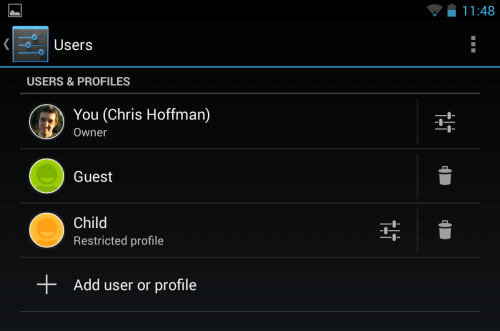 11:48
Users
USERS & PROFILES
You (Chris Hoffman)
Owner
Guest
Child
Restricted profile
Add user or profile